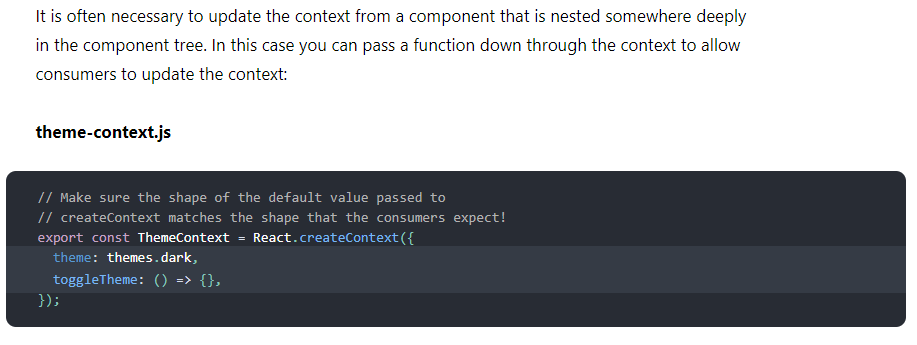 It is often necessary to update the context from a component that is nested somewhere deeply
in the component tree. In this case you can pass a function down through the context to allow
consumers to update the context:
theme-context.js
// Make sure the shape of the default value passed to
// createContext matches the shape that the consumers expect!
export const ThemeContext = React.createContext({
  theme: themes.dark,
  toggleTheme: () => {},
});